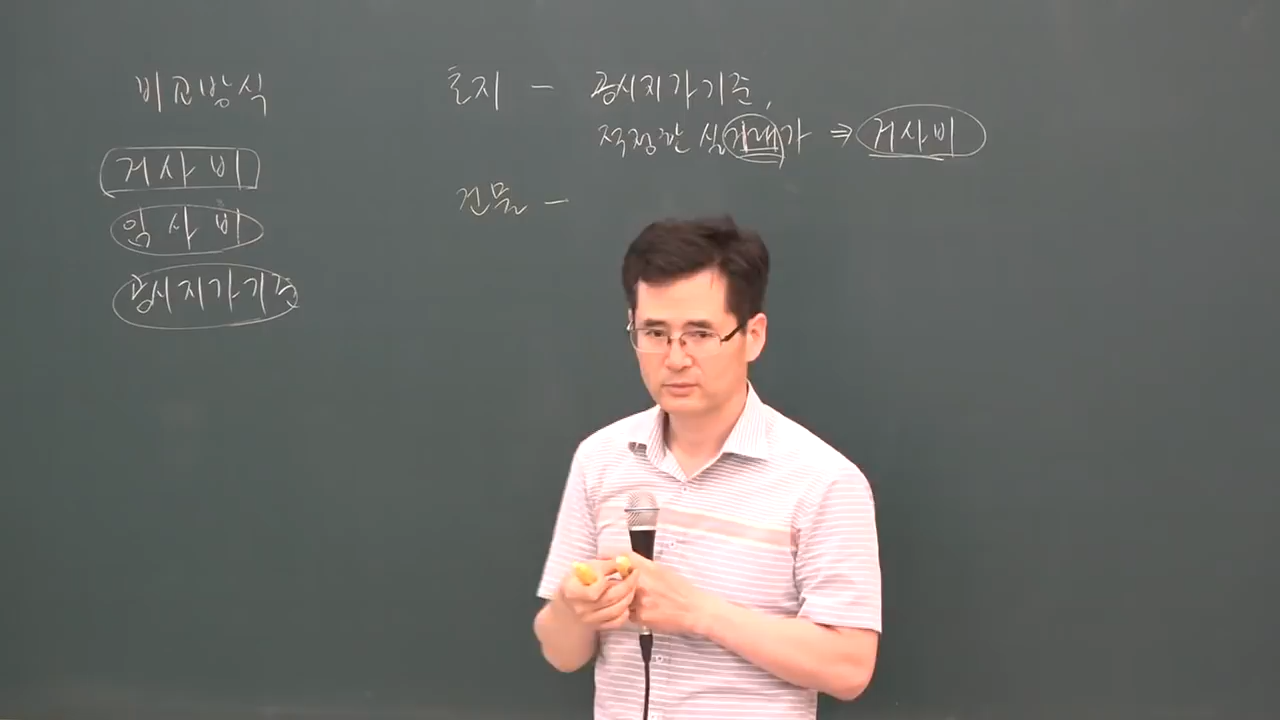 비교방식
거사비
임사비
공시지가기준
토지 - 공시지가기준,
적정한 실거래가 ⇒ 거사비
건물 -